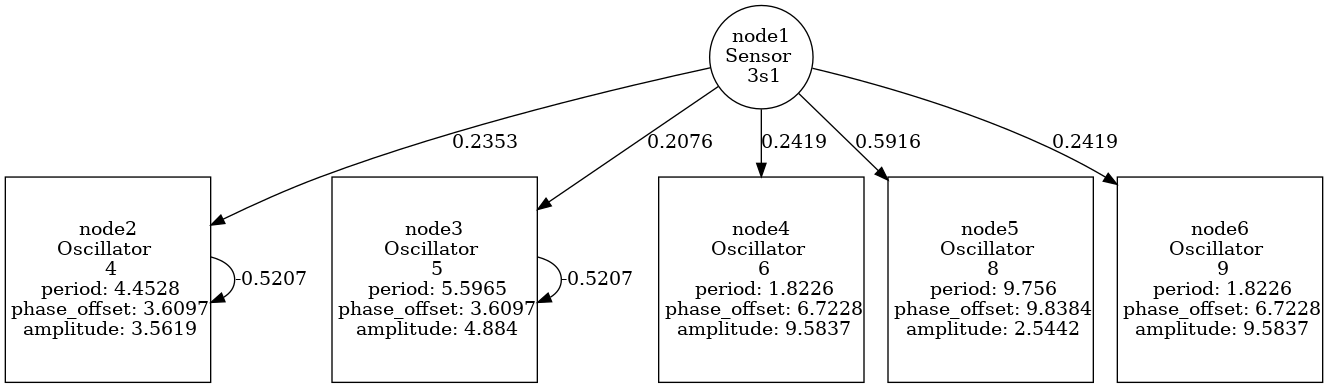 node1
Sensor
3s1
0.2353
0.2076
0.2419
0.5916
0.2419
node2
Oscillator
4
period: 4.4528
phase_offset: 3.6097
amplitude: 3.5619
-0.5207
node3
Oscillator
5
period: 5.5965
phase_offset: 3.6097
amplitude: 4.884
-0.5207
node4
Oscillator
6
period: 1.8226
phase_offset: 6.7228
amplitude: 9.5837
node5
Oscillator
8
period: 9.756
phase_offset: 9.8384
amplitude: 2.5442
node6
Oscillator
9
period: 1.8226
phase_offset: 6.7228
amplitude: 9.5837